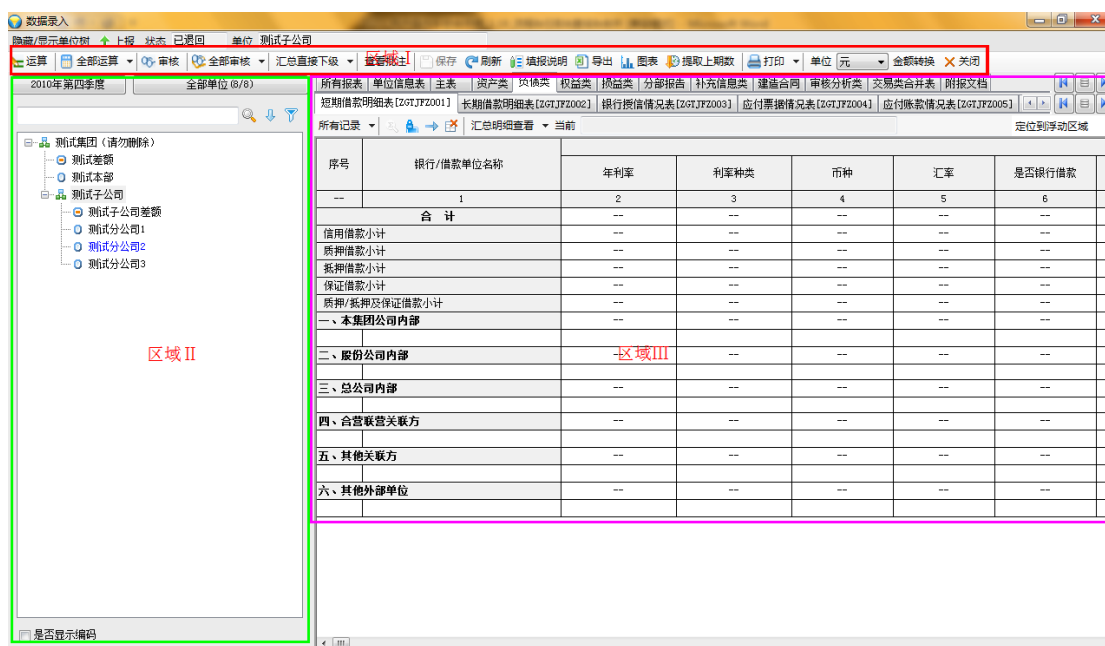 数据录入
隐藏/显示单位树 上报 状态 已退回 单位 测试子公司
运算 全部运算 审核 全部审核 汇总直接下级 查看批注 保存 刷新 填报说明 导出 图表 提取上期数 打印 单位 元 金额转换 关闭
区域 I
2010年第四季度 全部单位(8/8)
所有报表 单位信息表 主表 资产类 负债类 权益类 损益类 分部报告 补充信息类 建造合同 审核分析类 交易类合并表 附报文档
短期借款明细表[ZGTJFZ001] 长期借款明细表[ZGTJFZ002] 银行授信情况表[ZGTJFZ003] 应付票据情况表[ZGTJFZ004] 应付账款情况表[ZGTJFZ005]
所有记录 汇总明细查看 当前 定位到浮动区域
测试集团(请勿删除)
测试差额
测试本部
测试子公司
测试子公司差额
测试分公司1
测试分公司2
测试分公司3
区域 II
是否显示编码
序号 银行/借款单位名称 年利率 利率种类 币种 汇率 是否银行借款
-- 1 2 3 4 5 6
合 计 -- -- -- -- --
信用借款小计 -- -- -- -- --
质押借款小计 -- -- -- -- --
抵押借款小计 -- -- -- -- --
保证借款小计 -- -- -- -- --
质押/抵押及保证借款小计 -- -- -- -- --
一、本集团公司内部 -- -- -- -- --
二、股份公司内部 -- -- -- -- --
区域III
三、总公司内部 -- -- -- -- --
四、合营联营关联方 -- -- -- -- --
五、其他关联方 -- -- -- -- --
六、其他外部单位 -- -- -- -- --